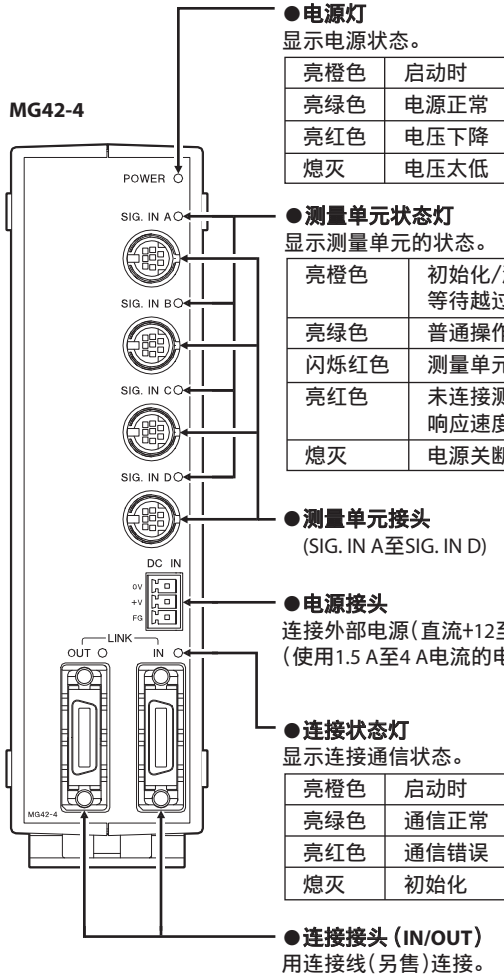 ●电源灯
显示电源状态。
亮橙色 启动时
亮绿色 电源正常
亮红色 电压下降
熄灭 电压太低
MG42-4
POWER
SIG. IN A
SIG. IN B
SIG. IN C
SIG. IN D
DC IN
0V
+V
FG
LINK
OUT IN
MG42-4
●测量单元状态灯
显示测量单元的状态。
亮橙色 初始化/
等待越过
亮绿色 普通操作
闪烁红色 测量单元
亮红色 未连接测
响应速度
熄灭 电源关断
●测量单元接头
(SIG. IN A至SIG. IN D)
●电源接头
连接外部电源(直流+12至
(使用1.5 A至4 A电流的电
●连接状态灯
显示连接通信状态。
亮橙色 启动时
亮绿色 通信正常
亮红色 通信错误
熄灭 初始化
●连接接头 (IN/OUT)
用连接线(另售)连接。